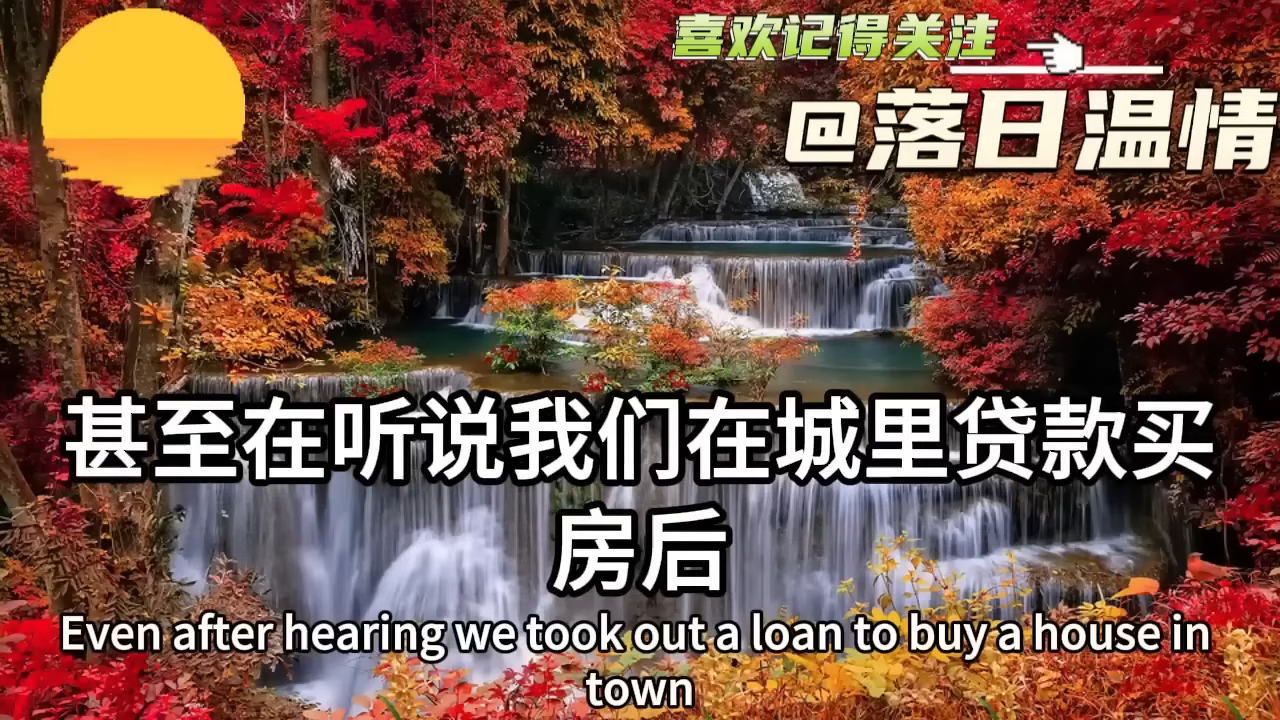 喜欢记得关注
@落日温情
甚至在听说我们在城里贷款买
房后
Even after hearing we took out a loan to buy a house in
town